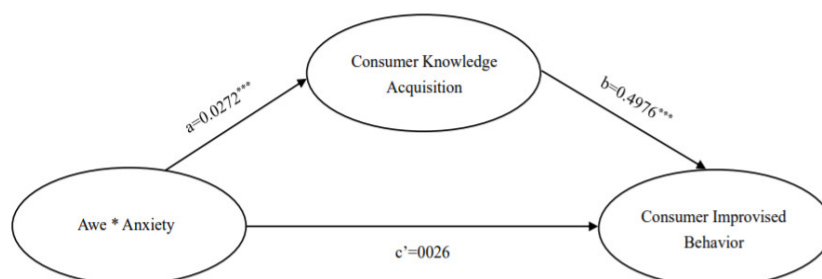 Consumer Knowledge
Acquisition
a=0.0272***
b=0.4976***
Awe * Anxiety
Consumer Improvised
Behavior
c’=0026